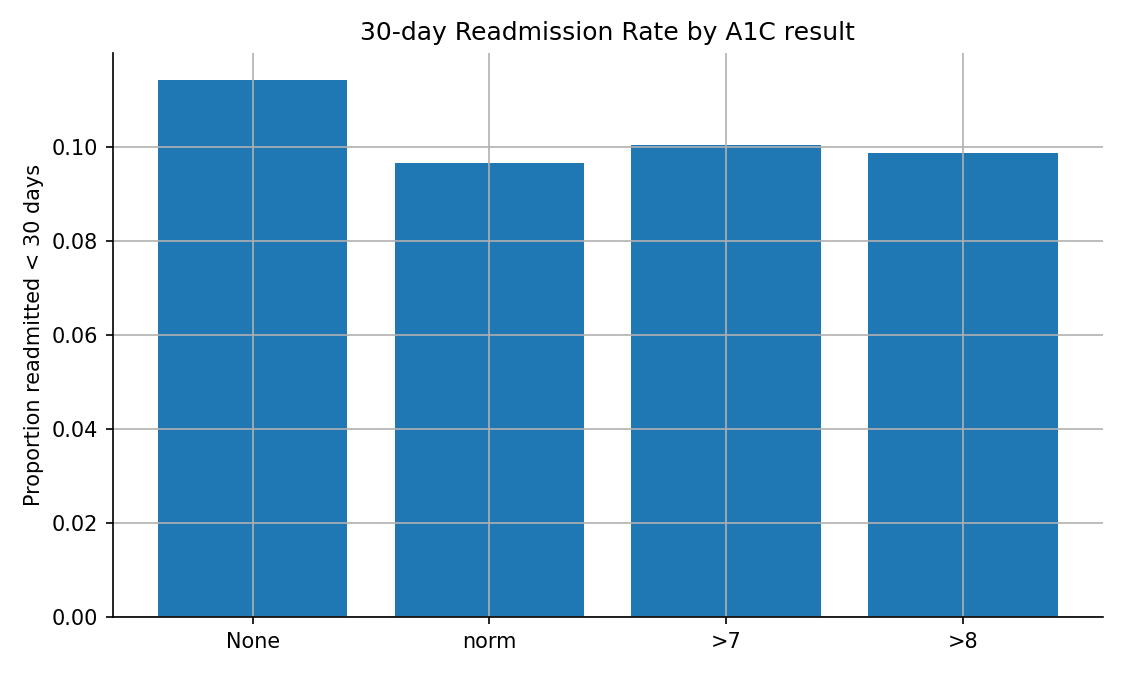 30-day Readmission Rate by A1C result
Proportion readmitted < 30 days
0.10
0.08
0.06
0.04
0.02
0.00
None norm >7 >8